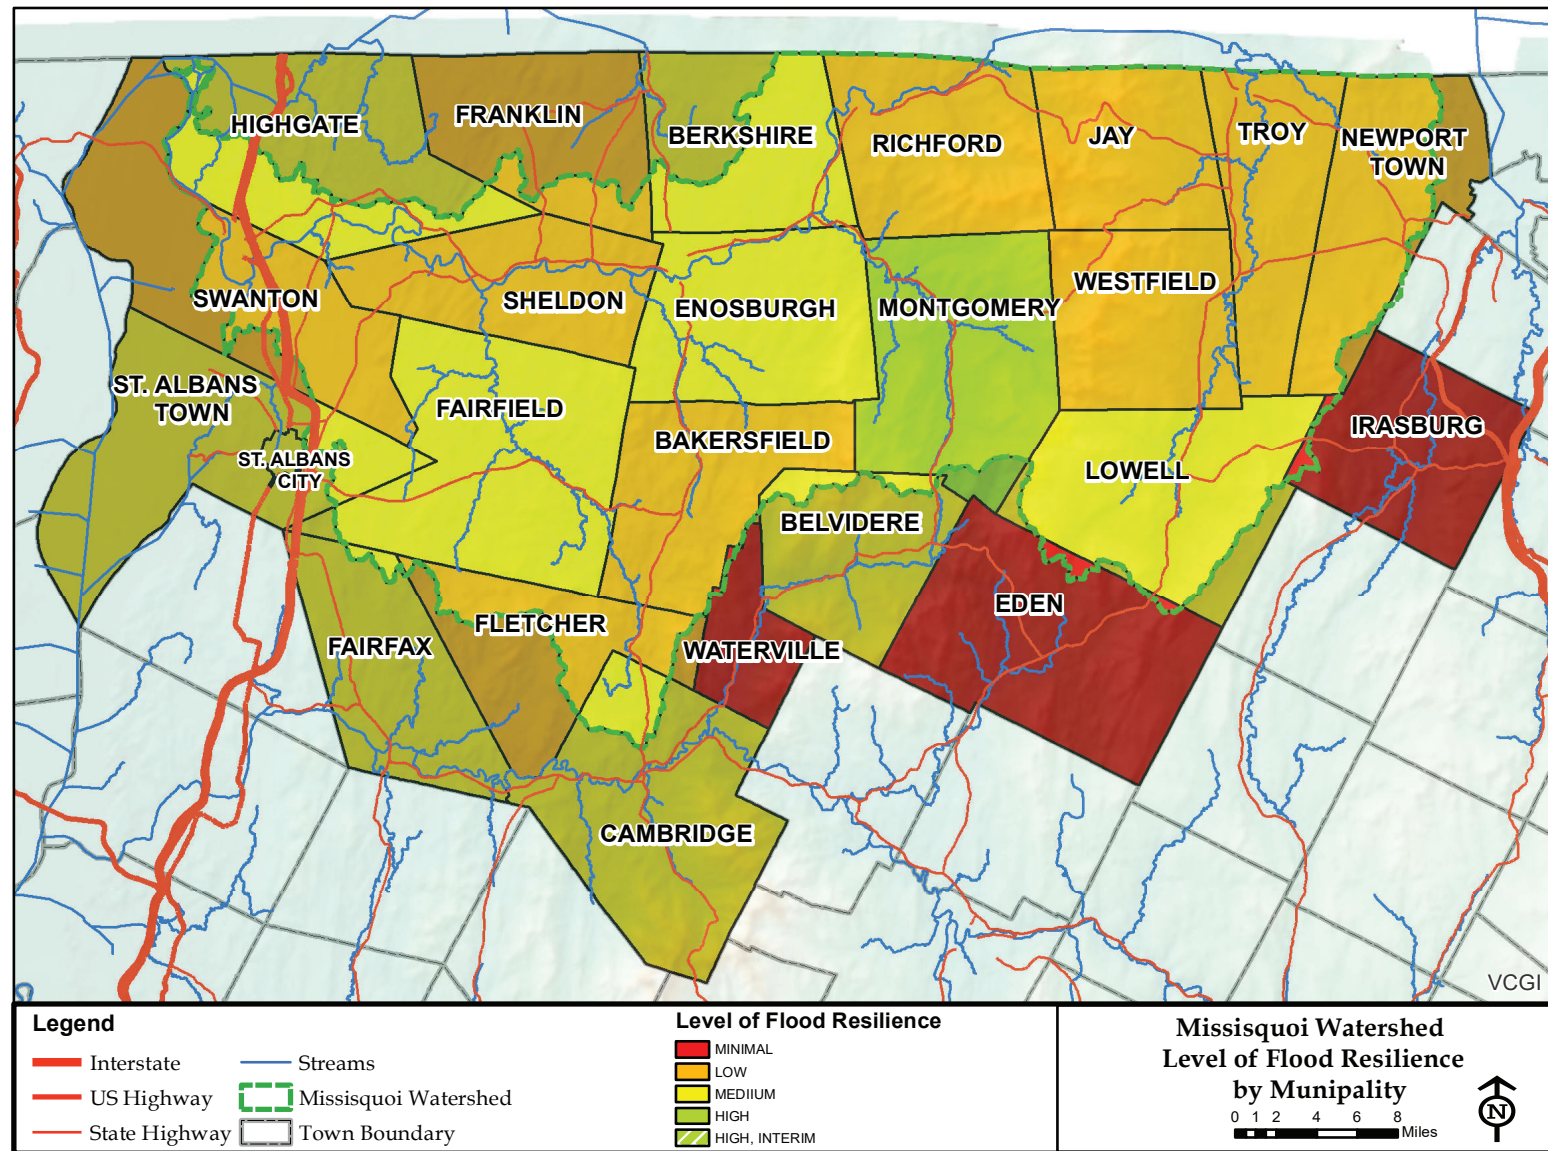 HIGHGATE
FRANKLIN
BERKSHIRE
RICHFORD
JAY
TROY
NEWPORT
TOWN
SWANTON
SHELDON
ENOSBURGH
MONTGOMERY
WESTFIELD
ST. ALBANS
TOWN
FAIRFIELD
BAKERSFIELD
IRASBURG
ST. ALBANS
CITY
LOWELL
BELVIDERE
EDEN
FLETCHER
FAIRFAX
WATERVILLE
CAMBRIDGE
VCGI
Legend
Interstate
US Highway
State Highway
Streams
Missisquoi Watershed
Town Boundary
Level of Flood Resilience
MINIMAL
LOW
MEDIIUM
HIGH
HIGH, INTERIM
Missisquoi Watershed
Level of Flood Resilience
by Munipality
0 1 2 4 6 8
Miles
N